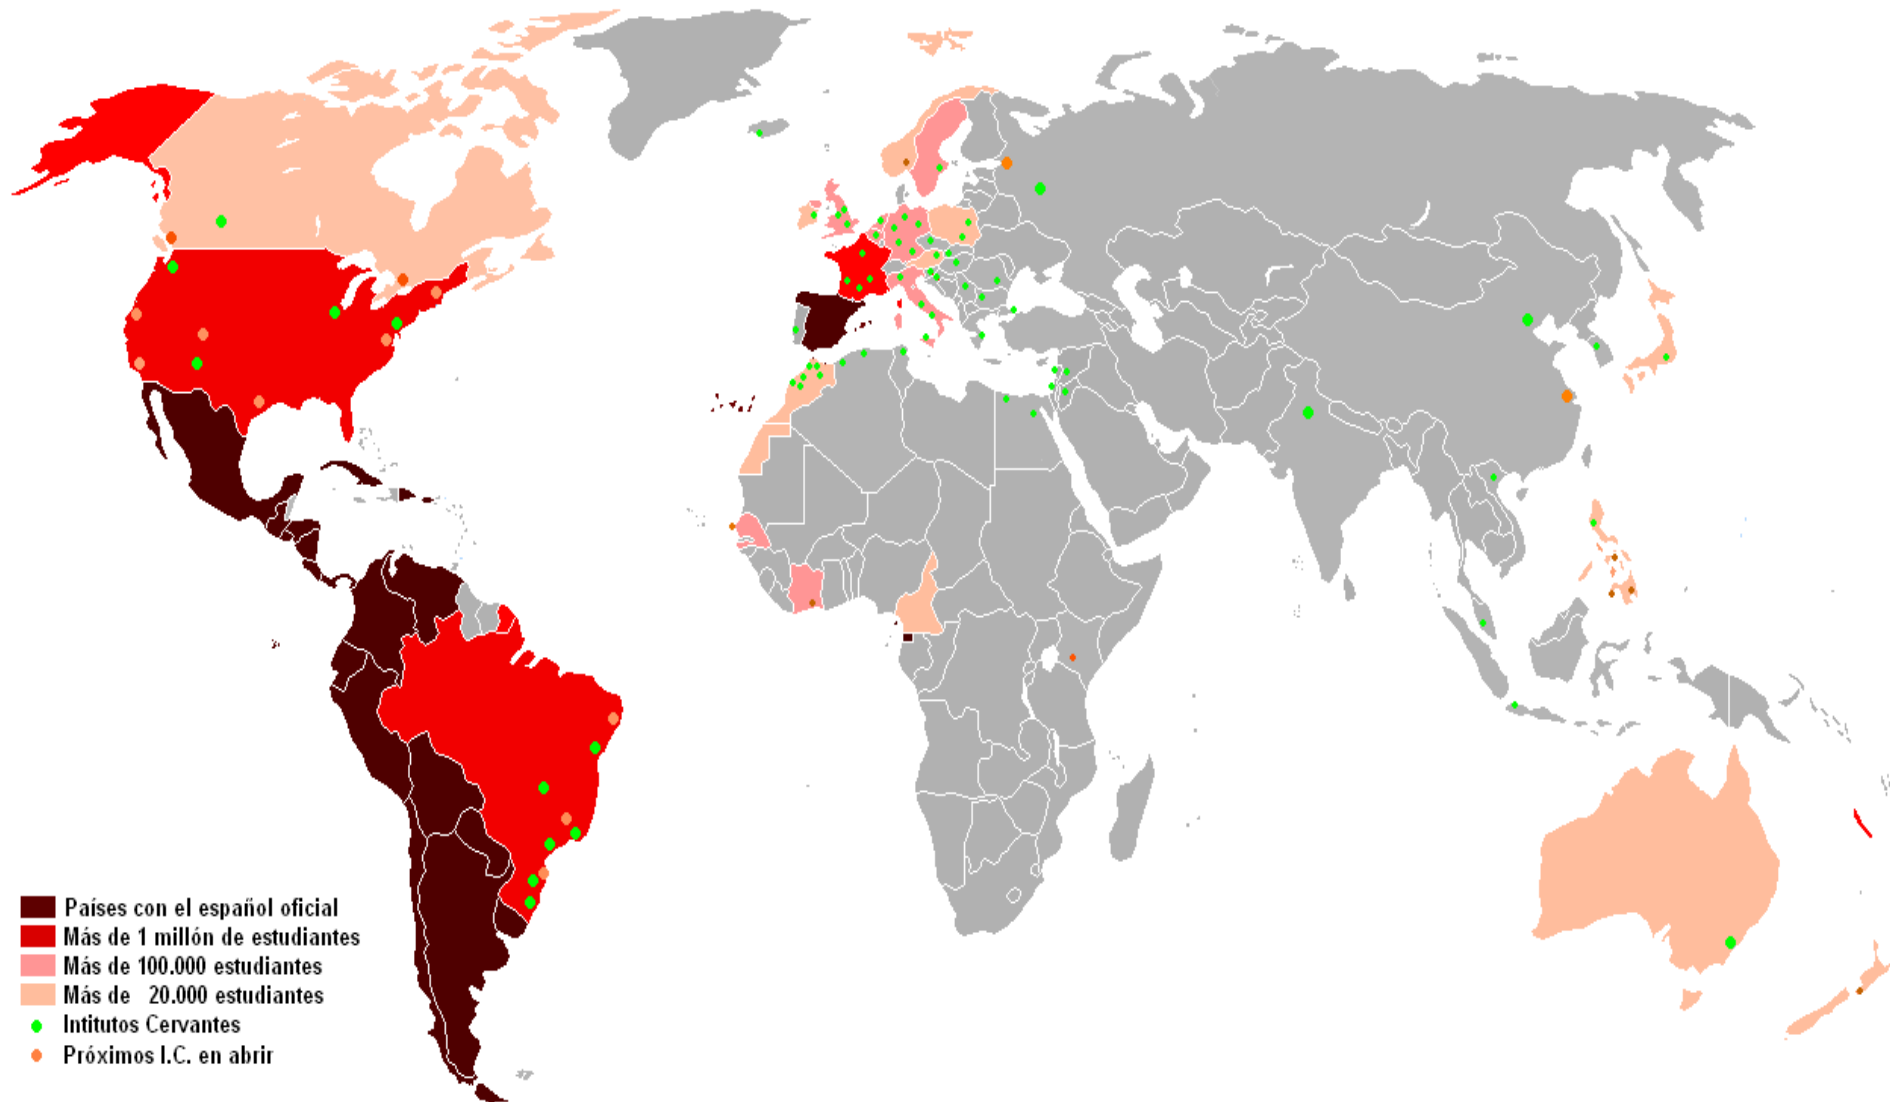 Países con el español oficial
Más de 1 millón de estudiantes
Más de 100.000 estudiantes
Más de 20.000 estudiantes
Intitutos Cervantes
Próximos I.C. en abrir